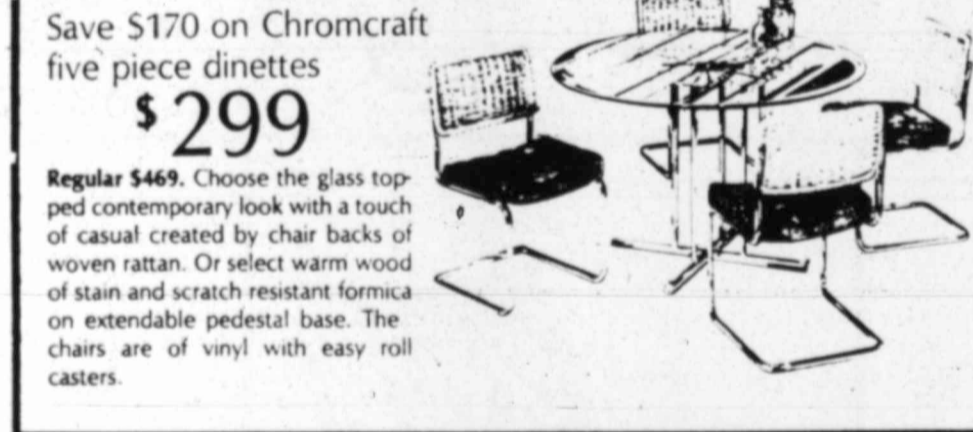 Save $170 on Chromcraft
five piece dinettes
$299
Regular $469. Choose the glass top-
ped contemporary look with a touch
of casual created by chair backs of
woven rattan. Or select warm wood
of stain and scratch resistant formica
on extendable pedestal base. The
chairs are of vinyl with easy roll
casters.